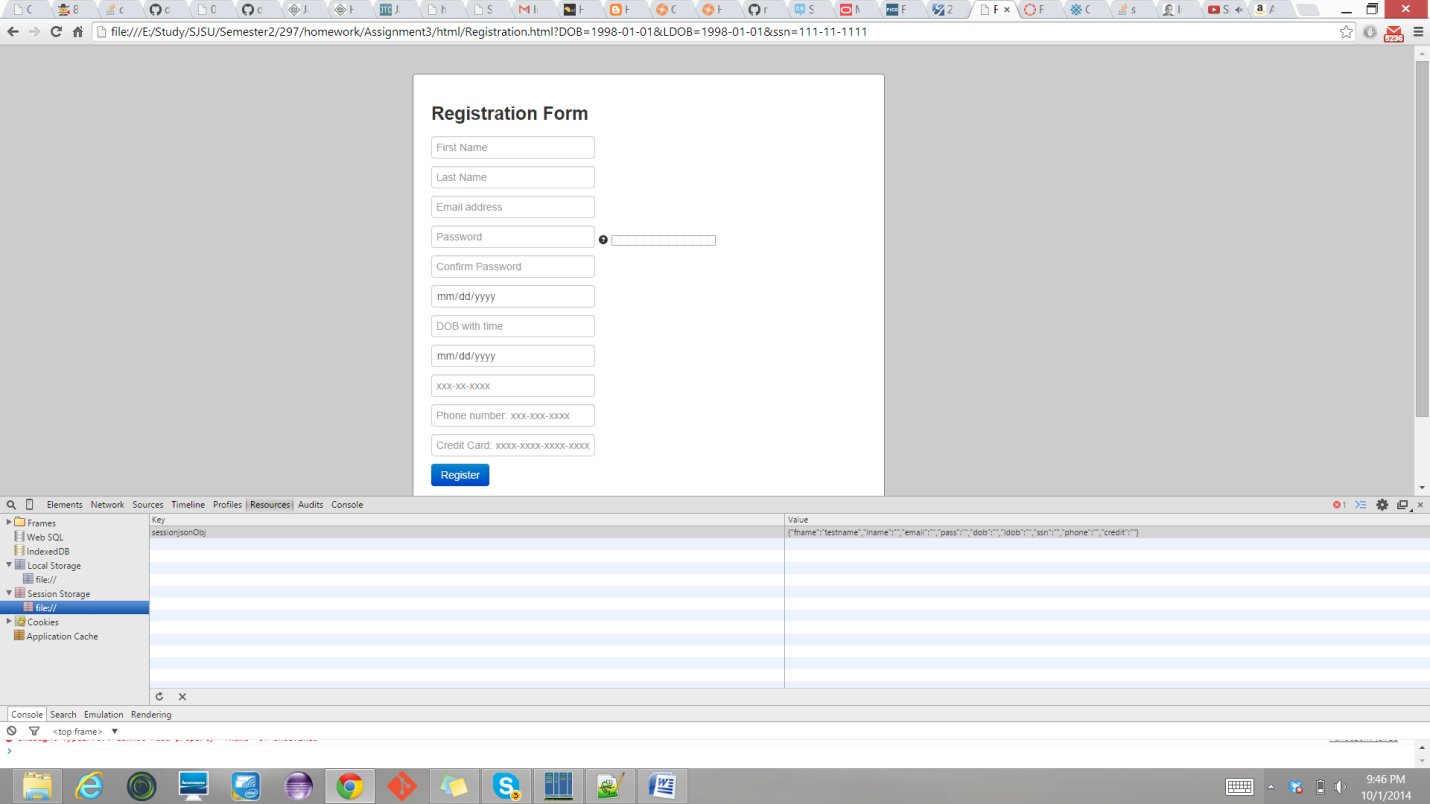 file:///E:/Study/SJSU/Semester2/297/homework/Assignment3/html/Registration.html?DOB=1998-01-01&LDOB=1998-01-01&ssn=111-11-1111
Registration Form
First Name
Last Name
Email address
Password
Confirm Password
mm/dd/yyyy
DOB with time
mm/dd/yyyy
xxx-xx-xxxx
Phone number: xxx-xxx-xxxx
Credit Card: xxxx-xxxx-xxxx-xxxx
Register
Elements Network Sources Timeline Profiles Resources Audits Console
1
Frames
Web SQL
IndexedDB
Local Storage
file://
Session Storage
file://
Cookies
Application Cache
Key Value
sessionjsonObj {"fname":"testname","lname":"","email":"","pass":"","dob":"","ldob":"","ssn":"","phone":"","credit":""}
Console Search Emulation Rendering
<top frame>
9:46 PM
10/1/2014